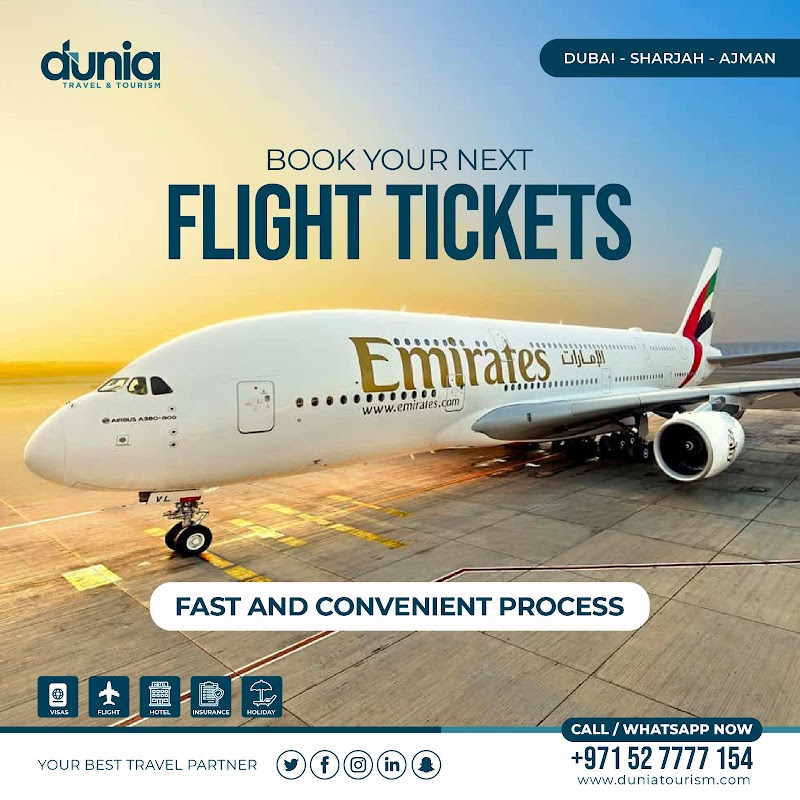 dunia
TRAVEL & TOURISM
DUBAI - SHARJAH - AJMAN
BOOK YOUR NEXT
FLIGHT TICKETS
Emirates الإمارات
www.emirates.com
AIRBUS A380-800
VL
FAST AND CONVENIENT PROCESS
VISAS
FLIGHT
HOTEL
HOTEL
INSURANCE
HOLIDAY
CALL / WHATSAPP NOW
YOUR BEST TRAVEL PARTNER
+971 52 7777 154
www.duniatourism.com